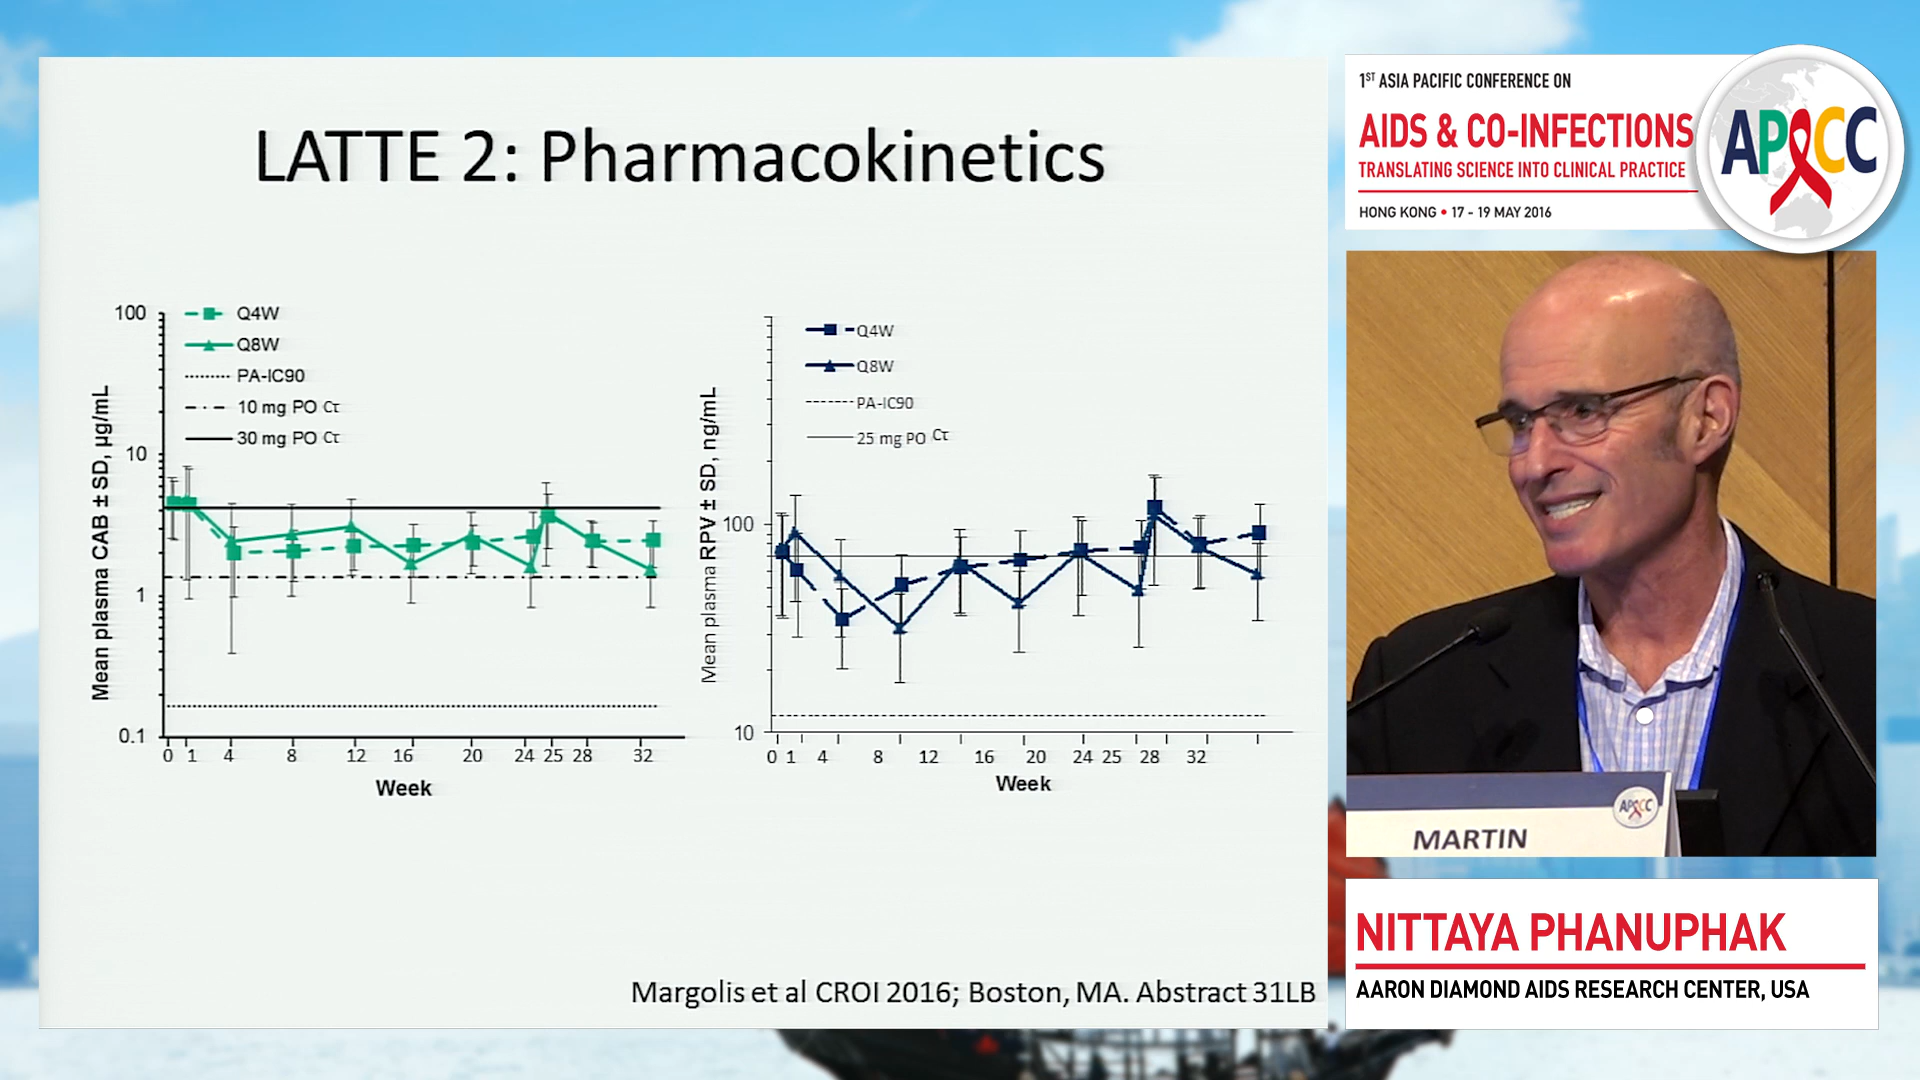 LATTE 2: Pharmacokinetics
100
10
1
0.1
Mean plasma CAB ± SD, µg/mL
Q4W
Q8W
PA-IC90
10 mg PO Cτ
30 mg PO Cτ
0 1 4 8 12 16 20 24 25 28 32
Week
100
10
Mean plasma RPV ± SD, ng/mL
Q4W
Q8W
PA-IC90
25 mg PO Cτ
0 1 4 8 12 16 20 24 25 28 32
Week
Margolis et al CROI 2016; Boston, MA. Abstract 31LB
1ST ASIA PACIFIC CONFERENCE ON
AIDS & CO-INFECTIONS
TRANSLATING SCIENCE INTO CLINICAL PRACTICE
HONG KONG • 17 - 19 MAY 2016
APACC
APACC
MARTIN
NITTAYA PHANUPHAK
AARON DIAMOND AIDS RESEARCH CENTER, USA